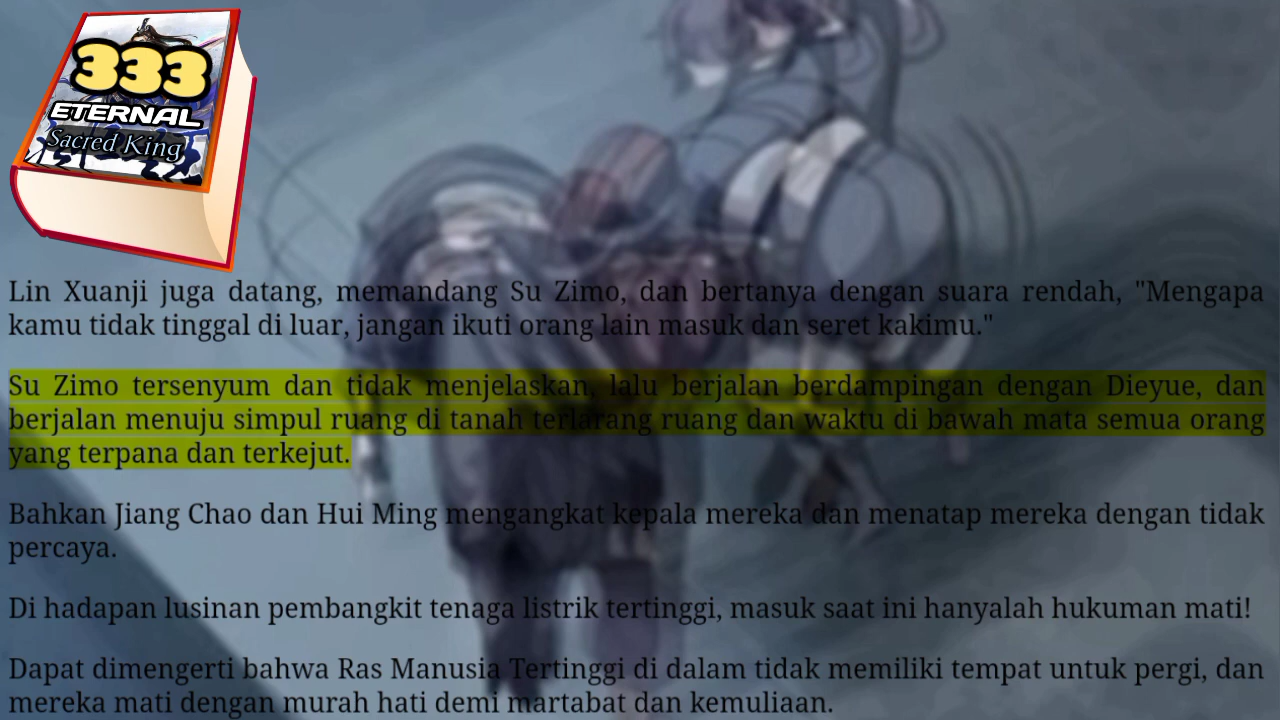 333
ETERNAL
Sacred King
Lin Xuanji juga datang, memandang Su Zimo, dan bertanya dengan suara rendah, "Mengapa
kamu tidak tinggal di luar, jangan ikuti orang lain masuk dan seret kakimu."
Su Zimo tersenyum dan tidak menjelaskan, lalu berjalan berdampingan dengan Dieyue, dan
berjalan menuju simpul ruang di tanah terlarang ruang dan waktu di bawah mata semua orang
yang terpana dan terkejut.
Bahkan Jiang Chao dan Hui Ming mengangkat kepala mereka dan menatap mereka dengan tidak
percaya.
Di hadapan lusinan pembangkit tenaga listrik tertinggi, masuk saat ini hanyalah hukuman mati!
Dapat dimengerti bahwa Ras Manusia Tertinggi di dalam tidak memiliki tempat untuk pergi, dan
mereka mati dengan murah hati demi martabat dan kemuliaan.